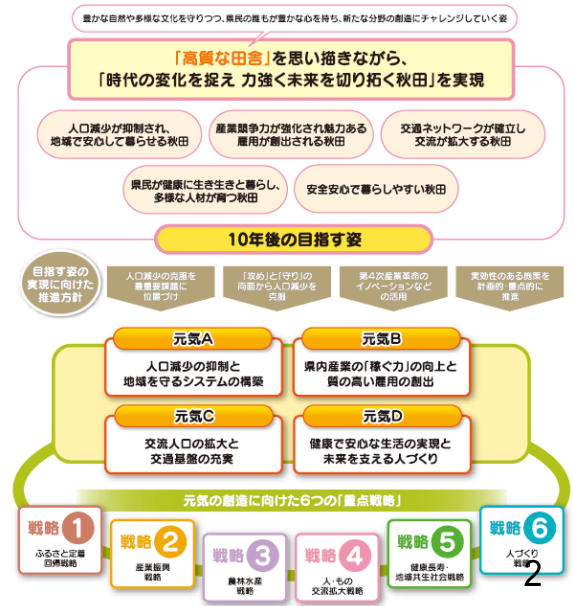 豊かな自然や多様な文化を守りつつ、県民の誰もが豊かな心を持ち、新たな分野の創造にチャレンジしていく姿
「高質な田舎」を思い描きながら、
「時代の変化を捉え 力強く未来を切り拓く秋田」を実現
人口減少が抑制され、
地域で安心して暮らせる秋田
産業競争力が強化され魅力ある
雇用が創出される秋田
交通ネットワークが確立し
交流が拡大する秋田
県民が健康に生き生きと暮らし、
多様な人材が育つ秋田
安全安心で暮らしやすい秋田
10年後の目指す姿
目指す姿の
実現に向けた
推進方針
人口減少の克服を
最重要課題に
位置づけ
「攻め」と「守り」の
両面から人口減少を
克服
第4次産業革命の
イノベーションなど
の活用
実効性のある施策を
計画的・重点的に
推進
元気A
人口減少の抑制と
地域を守るシステムの構築
元気B
県内産業の「稼ぐ力」の向上と
質の高い雇用の創出
元気C
交流人口の拡大と
交通基盤の充実
元気D
健康で安心な生活の実現と
未来を支える人づくり
元気の創造に向けた6つの「重点戦略」
戦略1
ふるさと定着
回帰戦略
戦略2
産業振興
戦略
戦略3
農林水産
戦略
戦略4
人・もの
交流拡大戦略
戦略5
健康長寿・
地域共生社会戦略
戦略6
人づくり
戦略
2